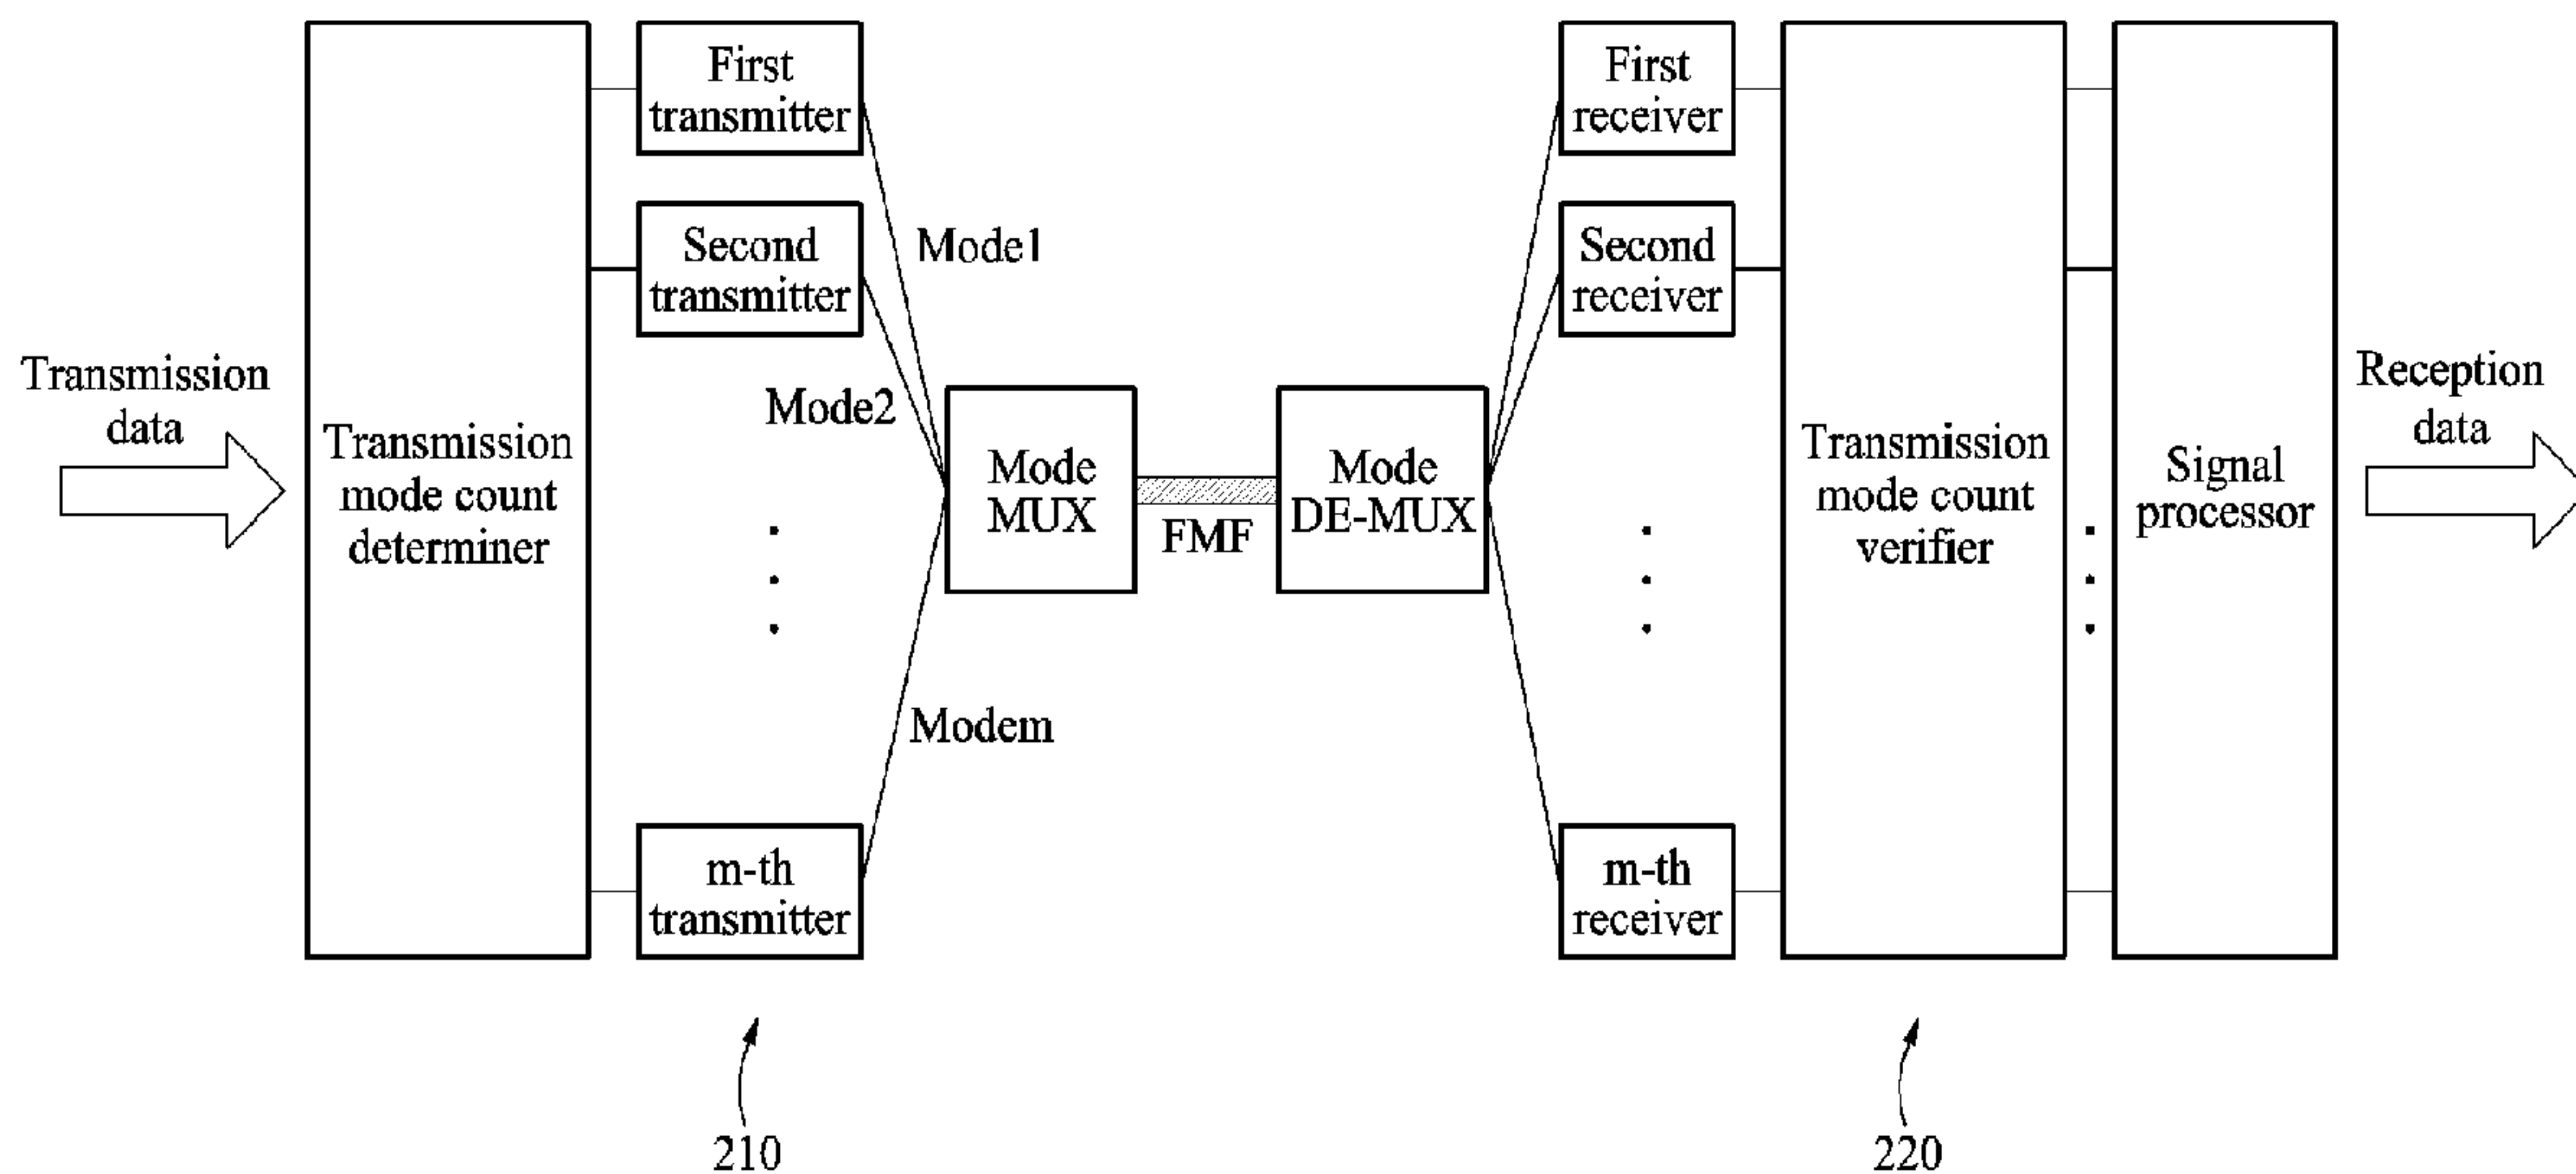 Transmission
data
Transmission
mode count
determiner
First
transmitter
Second
transmitter
m-th
transmitter
Mode1
Mode2
Modem
Mode
MUX
FMF
Mode
DE-MUX
First
receiver
Second
receiver
m-th
receiver
Transmission
mode count
verifier
Signal
processor
Reception
data
210
220